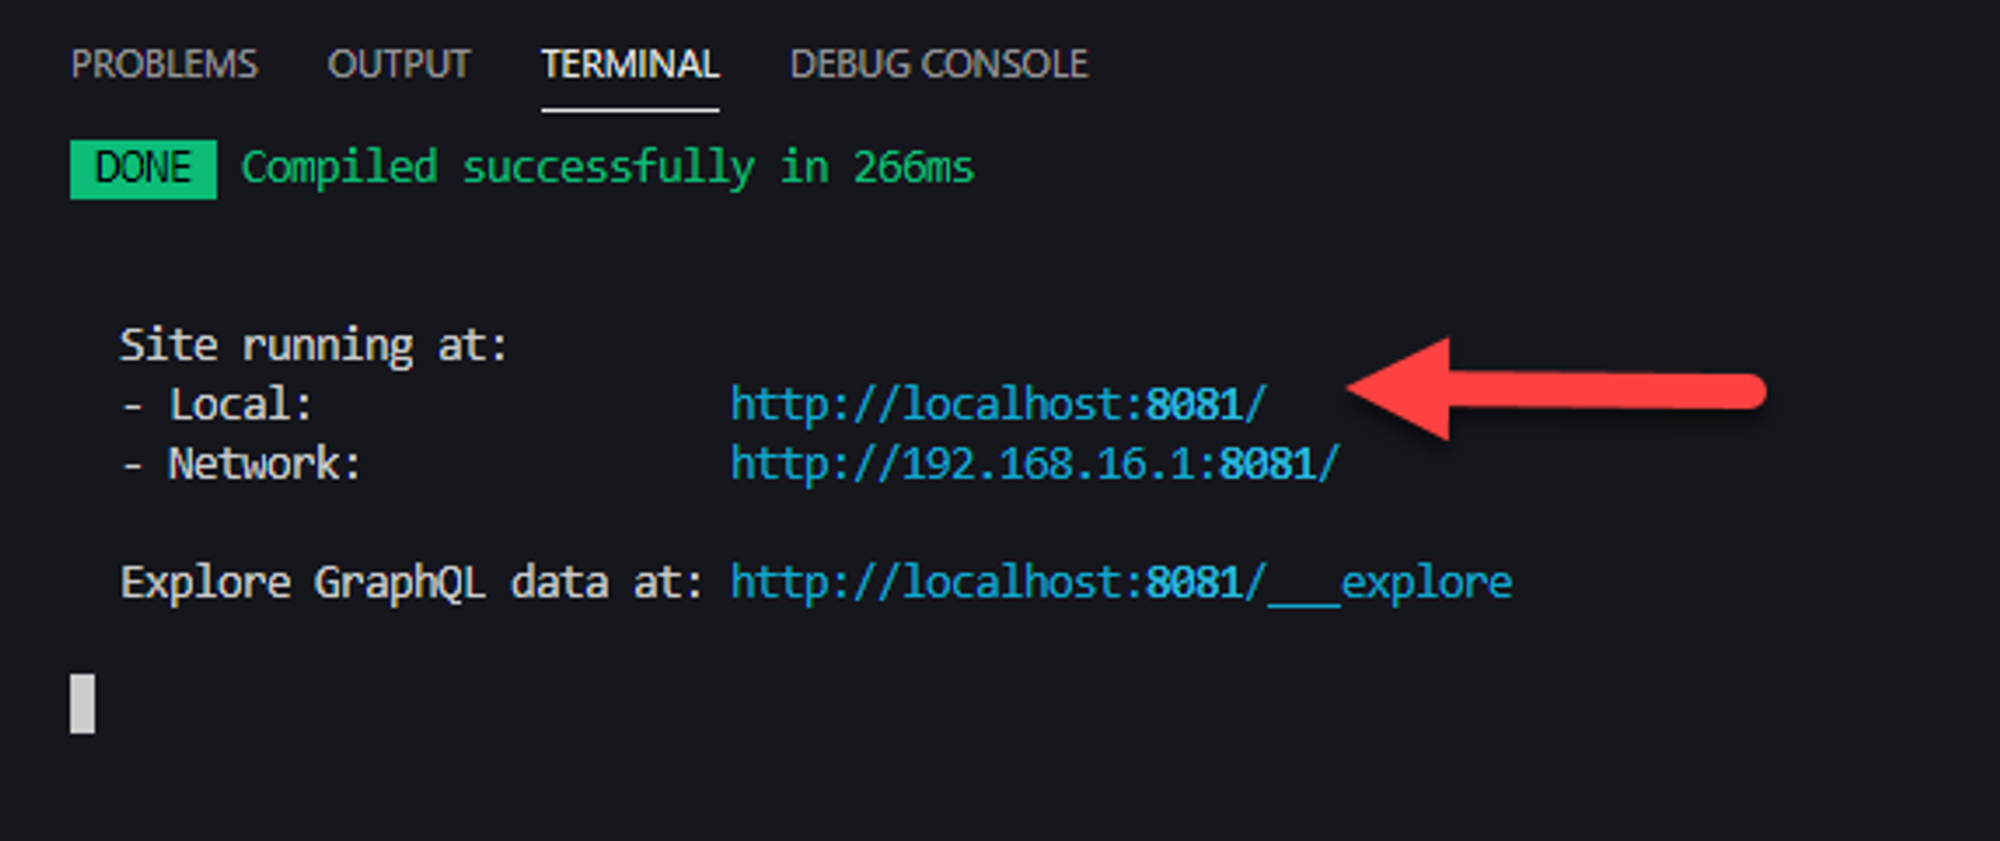 PROBLEMS OUTPUT TERMINAL DEBUG CONSOLE
DONE Compiled successfully in 266ms
Site running at:
- Local: http://localhost:8081/
- Network: http://192.168.16.1:8081/
Explore GraphQL data at: http://localhost:8081/___explore